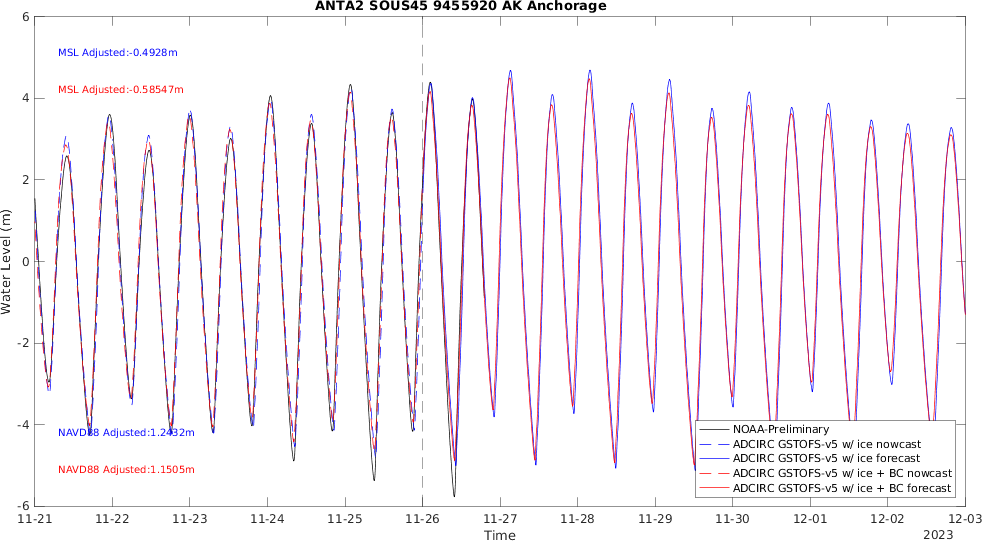 ANTA2 SOUS45 9455920 AK Anchorage
6
4
2
0
-2
-4
-6
Water Level (m)
MSL Adjusted:-0.4928m
MSL Adjusted:-0.58547m
NAVD88 Adjusted:1.2432m
NAVD88 Adjusted:1.1505m
NOAA-Preliminary
ADCIRC GSTOFS-v5 w/ ice nowcast
ADCIRC GSTOFS-v5 w/ ice forecast
ADCIRC GSTOFS-v5 w/ ice + BC nowcast
ADCIRC GSTOFS-v5 w/ ice + BC forecast
11-21 11-22 11-23 11-24 11-25 11-26 11-27 11-28 11-29 11-30 12-01 12-02 12-03
Time
2023